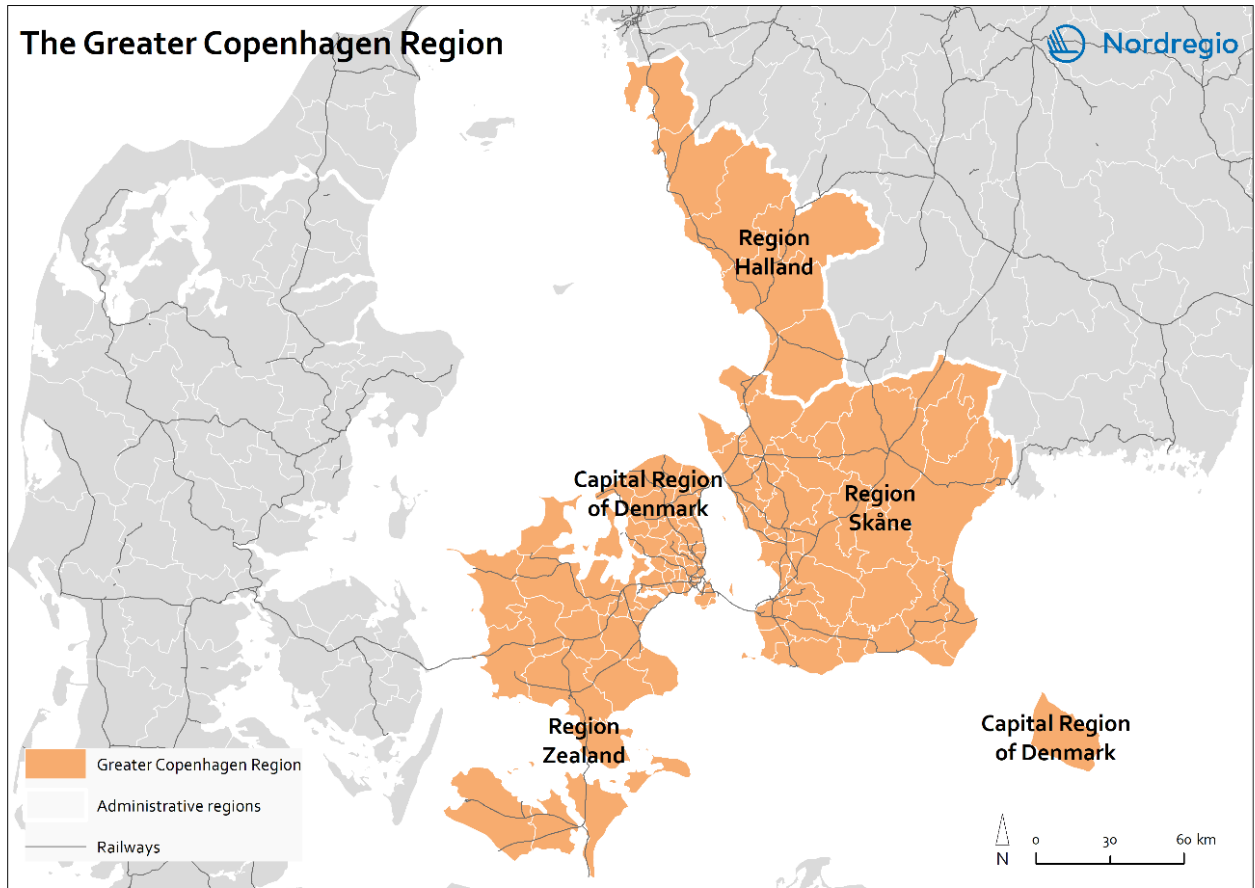 The Greater Copenhagen Region
Nordregio
Region
Halland
Capital Region
of Denmark
Region
Skåne
Region
Zealand
Capital Region
of Denmark
Greater Copenhagen Region
Administrative regions
Railways
N
0 30 60 km